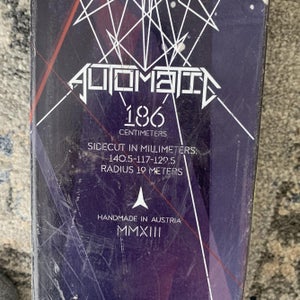 AUTOMATIC
186
CENTIMETERS
SIDECUT IN MILLIMETERS:
140.5-117-129.5
RADIUS 19 METERS
HANDMADE IN AUSTRIA
MMXIII